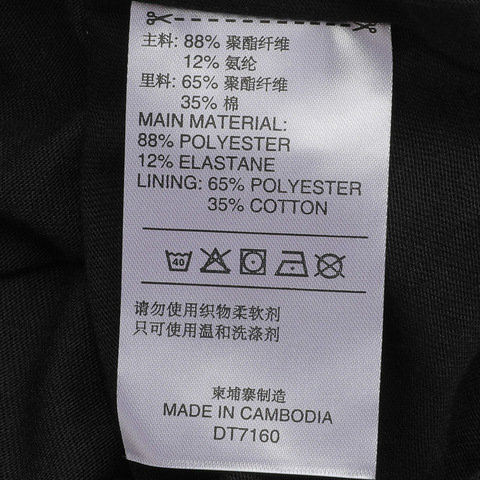 主料: 88% 聚酯纤维
12% 氨纶
里料: 65% 聚酯纤维
35% 棉
MAIN MATERIAL:
88% POLYESTER
12% ELASTANE
LINING: 65% POLYESTER
35% COTTON
40
请勿使用织物柔软剂
只可使用温和洗涤剂
柬埔寨制造
MADE IN CAMBODIA
DT7160